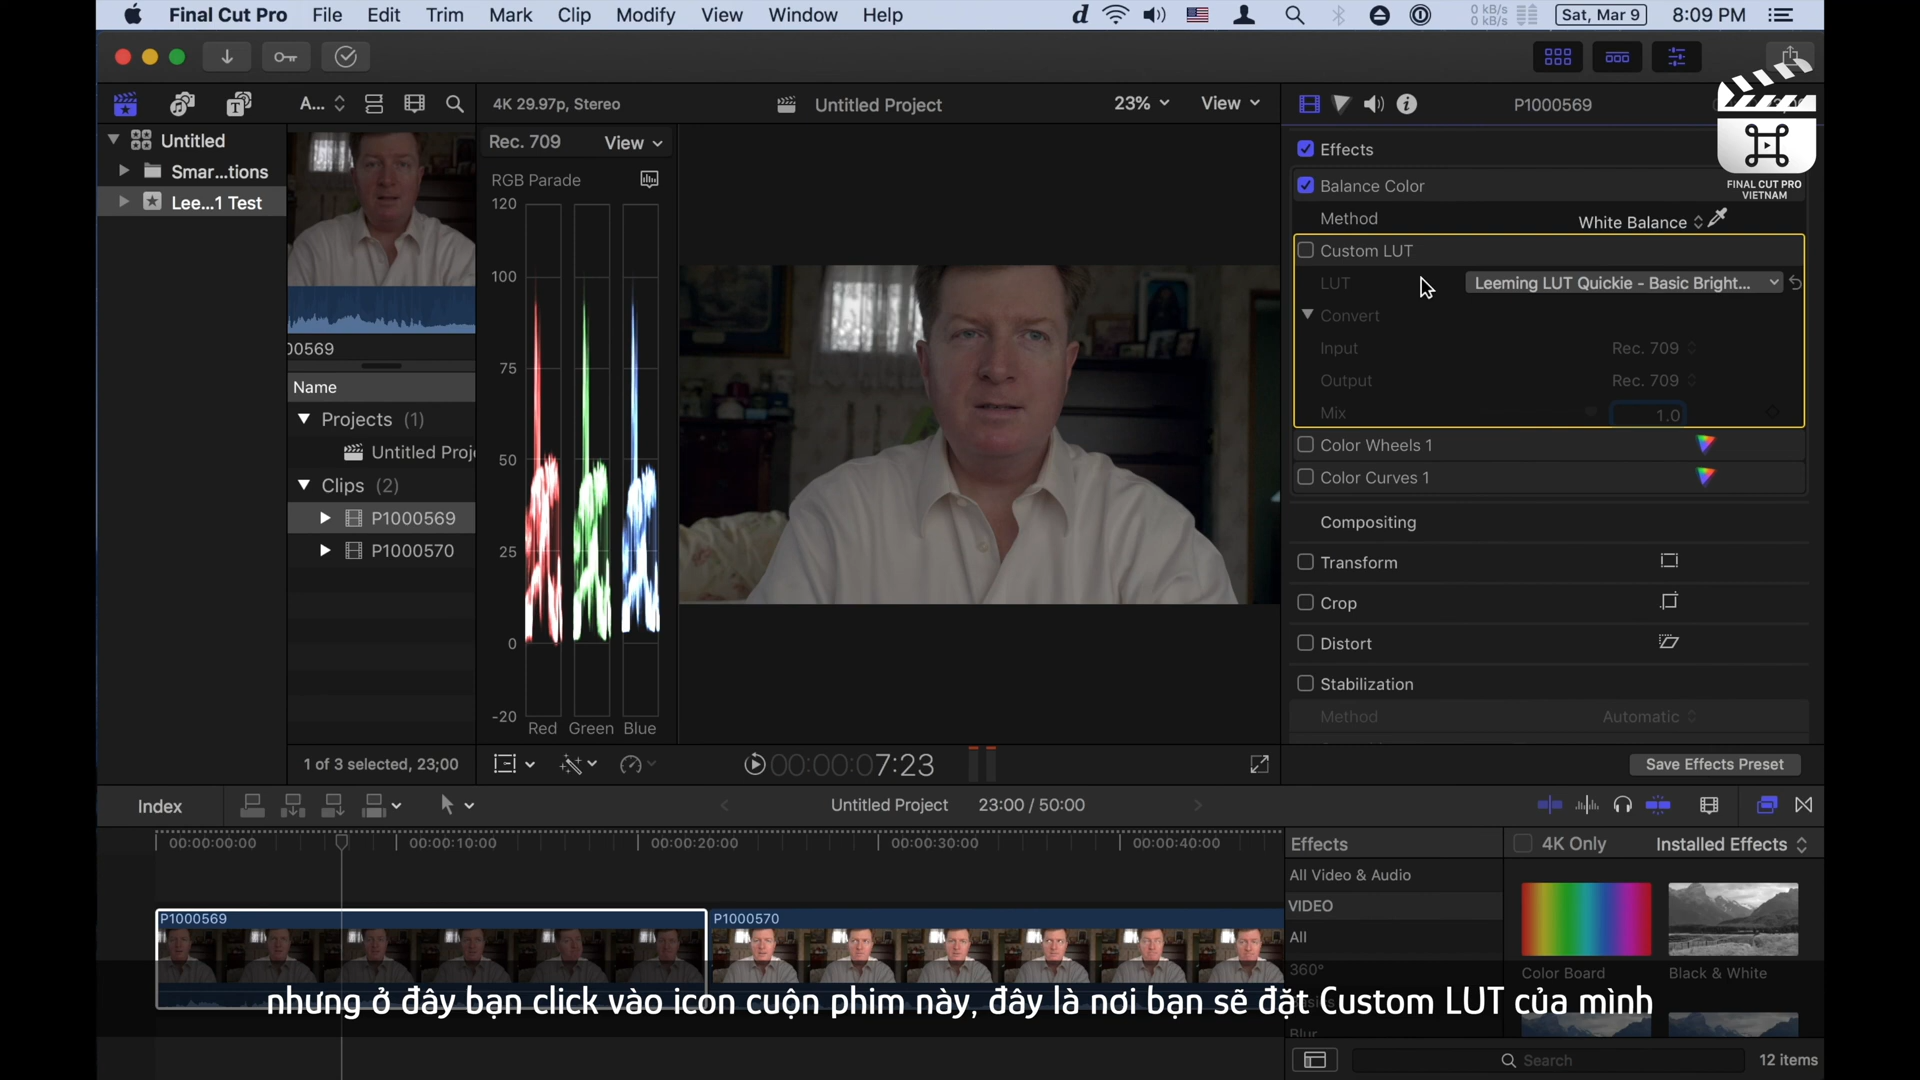 Final Cut Pro File Edit Trim Mark Clip Modify View Window Help
0 kB/s
0 kB/s
Sat, Mar 9 8:09 PM
A...
4K 29.97p, Stereo
Untitled Project
23% View
P1000569
FINAL CUT PRO
VIETNAM
Untitled
Smar...tions
Lee...1 Test
00569
Name
Projects (1)
Untitled Proj
Clips (2)
P1000569
P1000570
1 of 3 selected, 23;00
Rec. 709 View
RGB Parade
120
100
75
50
25
0
-20
Red Green Blue
00:00:00:07:23
Effects
Balance Color
Method White Balance
Custom LUT
LUT Leeming LUT Quickie - Basic Bright...
Convert
Input Rec. 709
Output Rec. 709
Mix 1.0
Color Wheels 1
Color Curves 1
Compositing
Transform
Crop
Distort
Stabilization
Method Automatic
Save Effects Preset
Index
Untitled Project 23:00 / 50:00
00:00:00:00 00:00:10:00 00:00:20:00 00:00:30:00 00:00:40:00
P1000569 P1000570
Effects
4K Only Installed Effects
All Video & Audio
VIDEO
All
360°
Blur
Color Board Black & White
Search 12 items
nhưng ở đây bạn click vào icon cuộn phim này, đây là nơi bạn sẽ đặt Custom LUT của mình